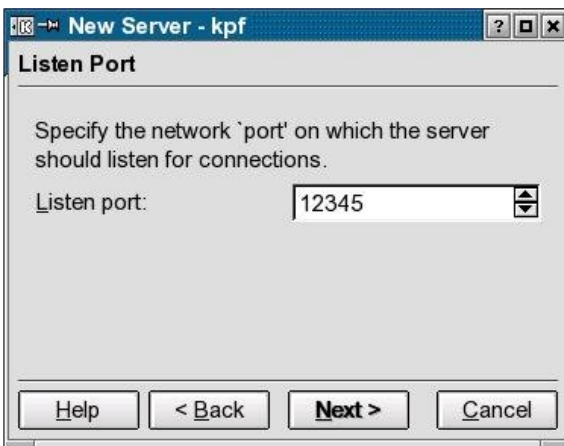 New Server - kpf
Listen Port
Specify the network `port' on which the server
should listen for connections.
Listen port: 12345
Help < Back Next > Cancel